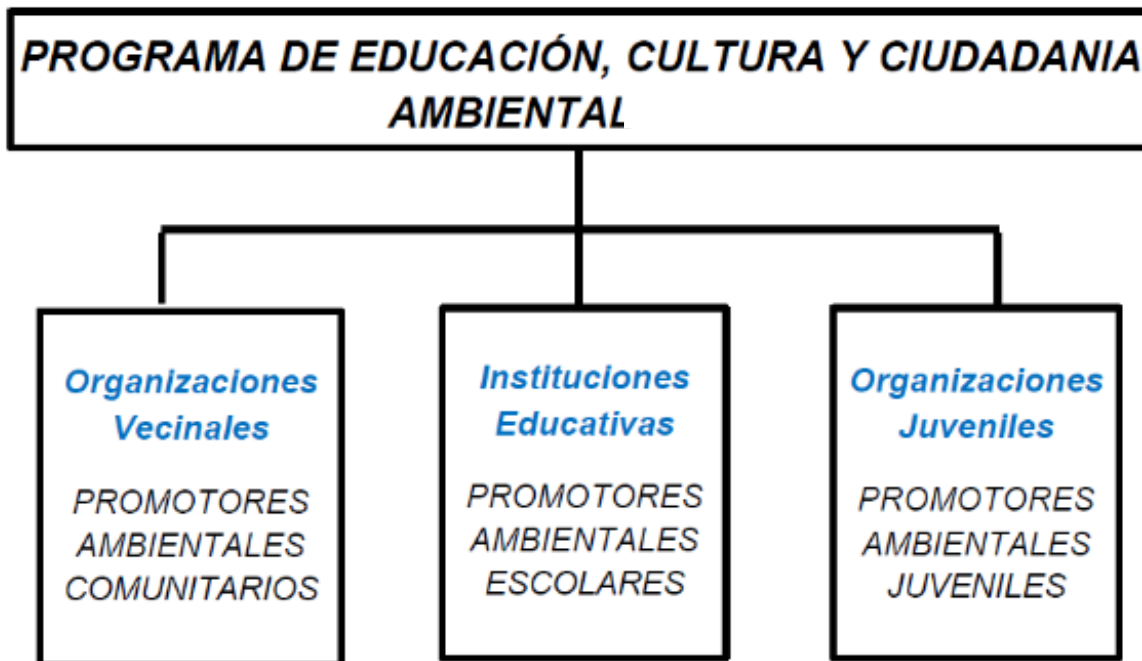 PROGRAMA DE EDUCACIÓN, CULTURA Y CIUDADANIA
AMBIENTAL
Organizaciones
Vecinales
PROMOTORES
AMBIENTALES
COMUNITARIOS
Instituciones
Educativas
PROMOTORES
AMBIENTALES
ESCOLARES
Organizaciones
Juveniles
PROMOTORES
AMBIENTALES
JUVENILES